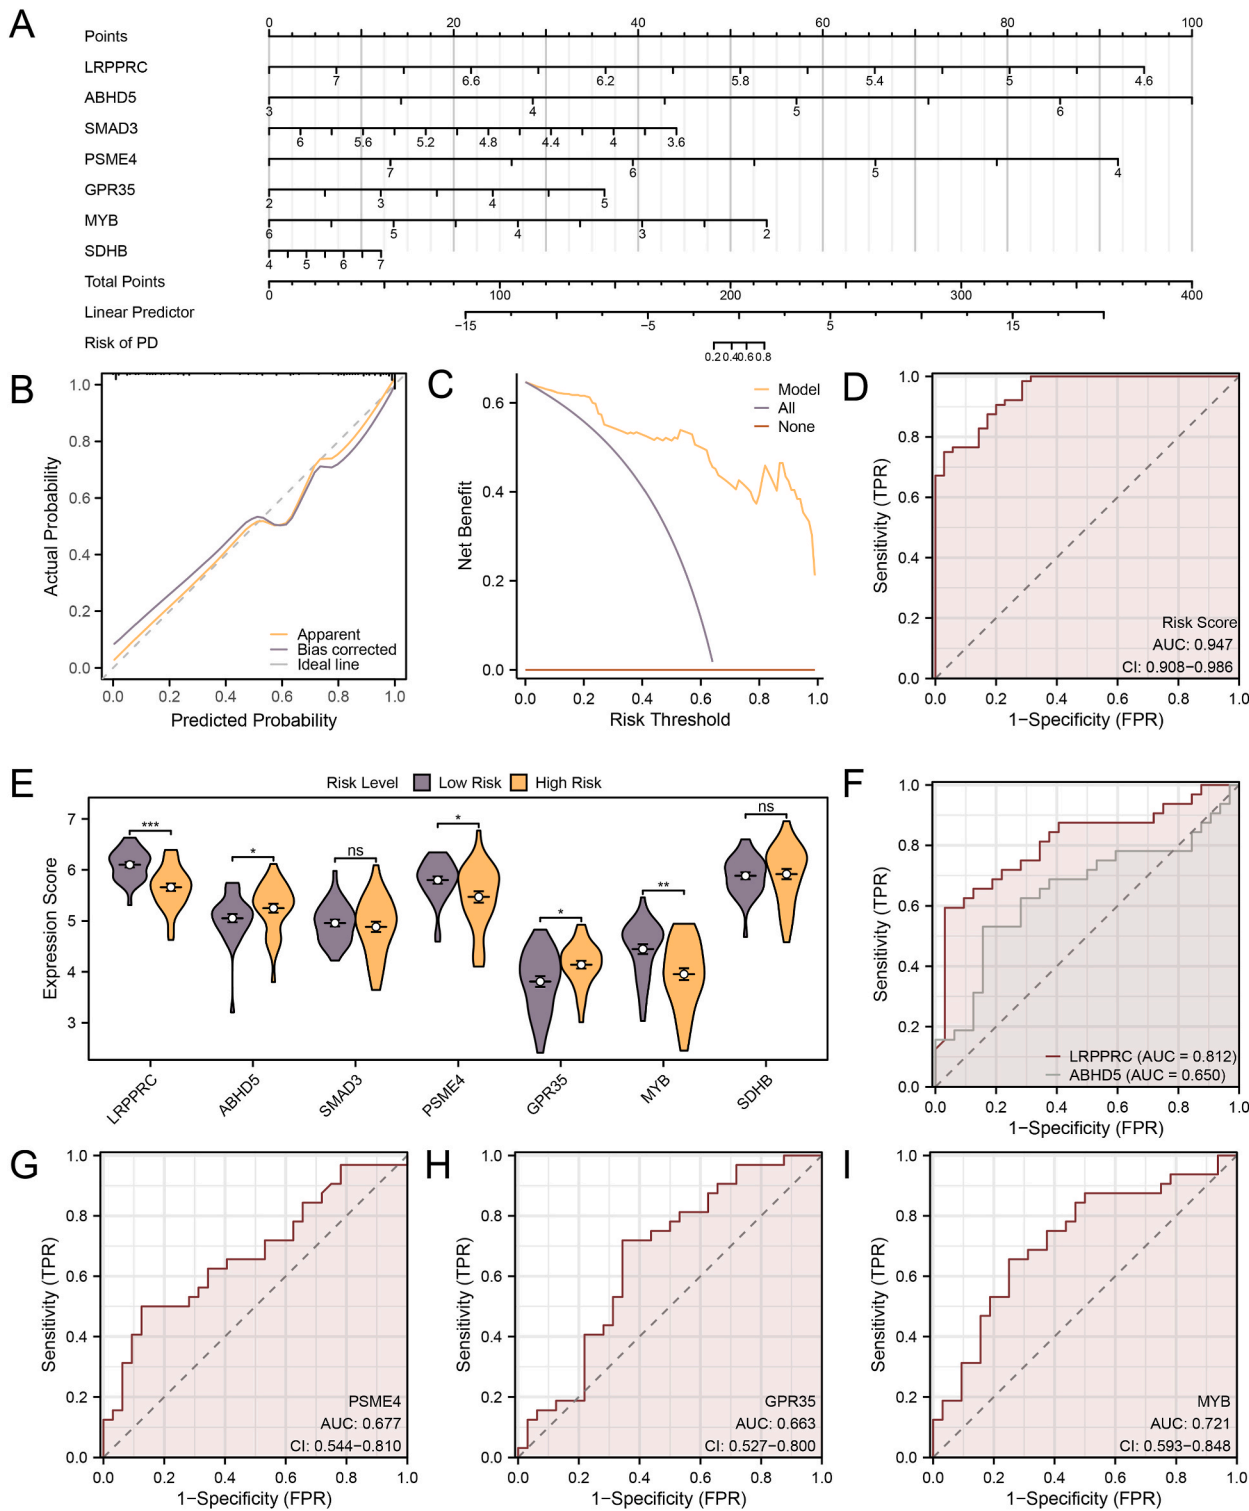 A
Points
0 20 40 60 80 100
LRPPRC
7 6.6 6.2 5.8 5.4 5 4.6
ABHD5
3 4 5 6
SMAD3
6 5.6 5.2 4.8 4.4 4 3.6
PSME4
7 6 5 4
GPR35
2 3 4 5
MYB
6 5 4 3 2
SDHB
4 5 6 7
Total Points
0 100 200 300 400
Linear Predictor
−15 −5 5 15
Risk of PD
0.2 0.4 0.6 0.8
B
Actual Probability
1.0
0.8
0.6
0.4
0.2
0.0
Apparent
Bias corrected
Ideal line
0.0 0.2 0.4 0.6 0.8 1.0
Predicted Probability
C
Net Benefit
0.6
0.4
0.2
0.0
Model
All
None
0.0 0.2 0.4 0.6 0.8 1.0
Risk Threshold
D
Sensitivity (TPR)
1.0
0.8
0.6
0.4
0.2
0.0
Risk Score
AUC: 0.947
CI: 0.908−0.986
0.0 0.2 0.4 0.6 0.8 1.0
1−Specificity (FPR)
E
Risk Level Low Risk High Risk
Expression Score
7
6
5
4
3
*** * ns * * ** ns
LRPPRC ABHD5 SMAD3 PSME4 GPR35 MYB SDHB
F
Sensitivity (TPR)
1.0
0.8
0.6
0.4
0.2
0.0
LRPPRC (AUC = 0.812)
ABHD5 (AUC = 0.650)
0.0 0.2 0.4 0.6 0.8 1.0
1−Specificity (FPR)
G
Sensitivity (TPR)
1.0
0.8
0.6
0.4
0.2
0.0
PSME4
AUC: 0.677
CI: 0.544−0.810
0.0 0.2 0.4 0.6 0.8 1.0
1−Specificity (FPR)
H
Sensitivity (TPR)
1.0
0.8
0.6
0.4
0.2
0.0
GPR35
AUC: 0.663
CI: 0.527−0.800
0.0 0.2 0.4 0.6 0.8 1.0
1−Specificity (FPR)
I
Sensitivity (TPR)
1.0
0.8
0.6
0.4
0.2
0.0
MYB
AUC: 0.721
CI: 0.593−0.848
0.0 0.2 0.4 0.6 0.8 1.0
1−Specificity (FPR)